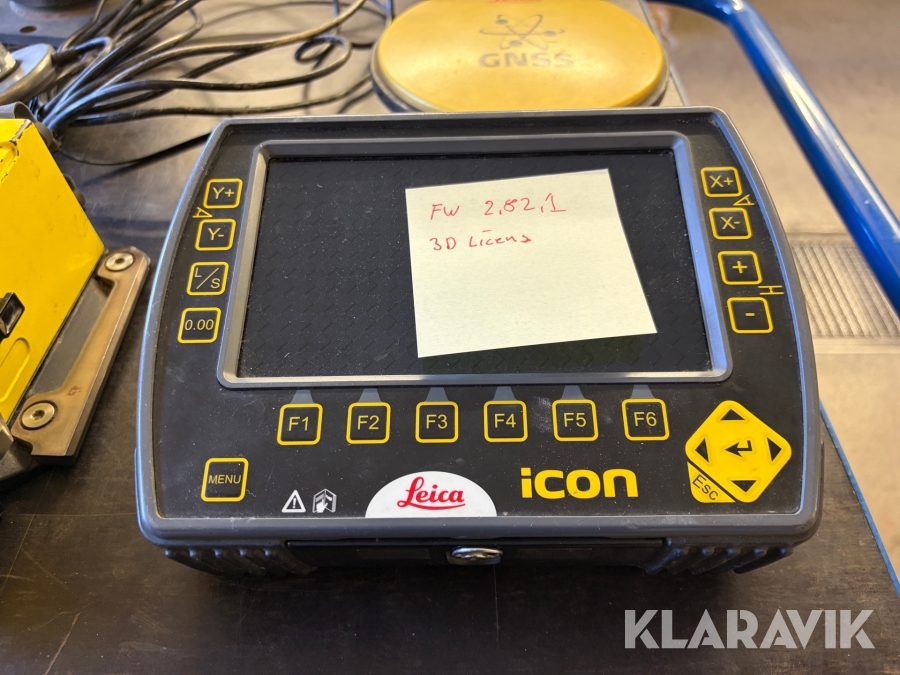 GNSS
Y+
A
Y-
L/S
0.00
FW 2.82.1
3D Licens
X+
A
X-
+
H
-
F1
F2
F3
F4
F5
F6
MENU
Leica
icon
Esc
KLARAVIK